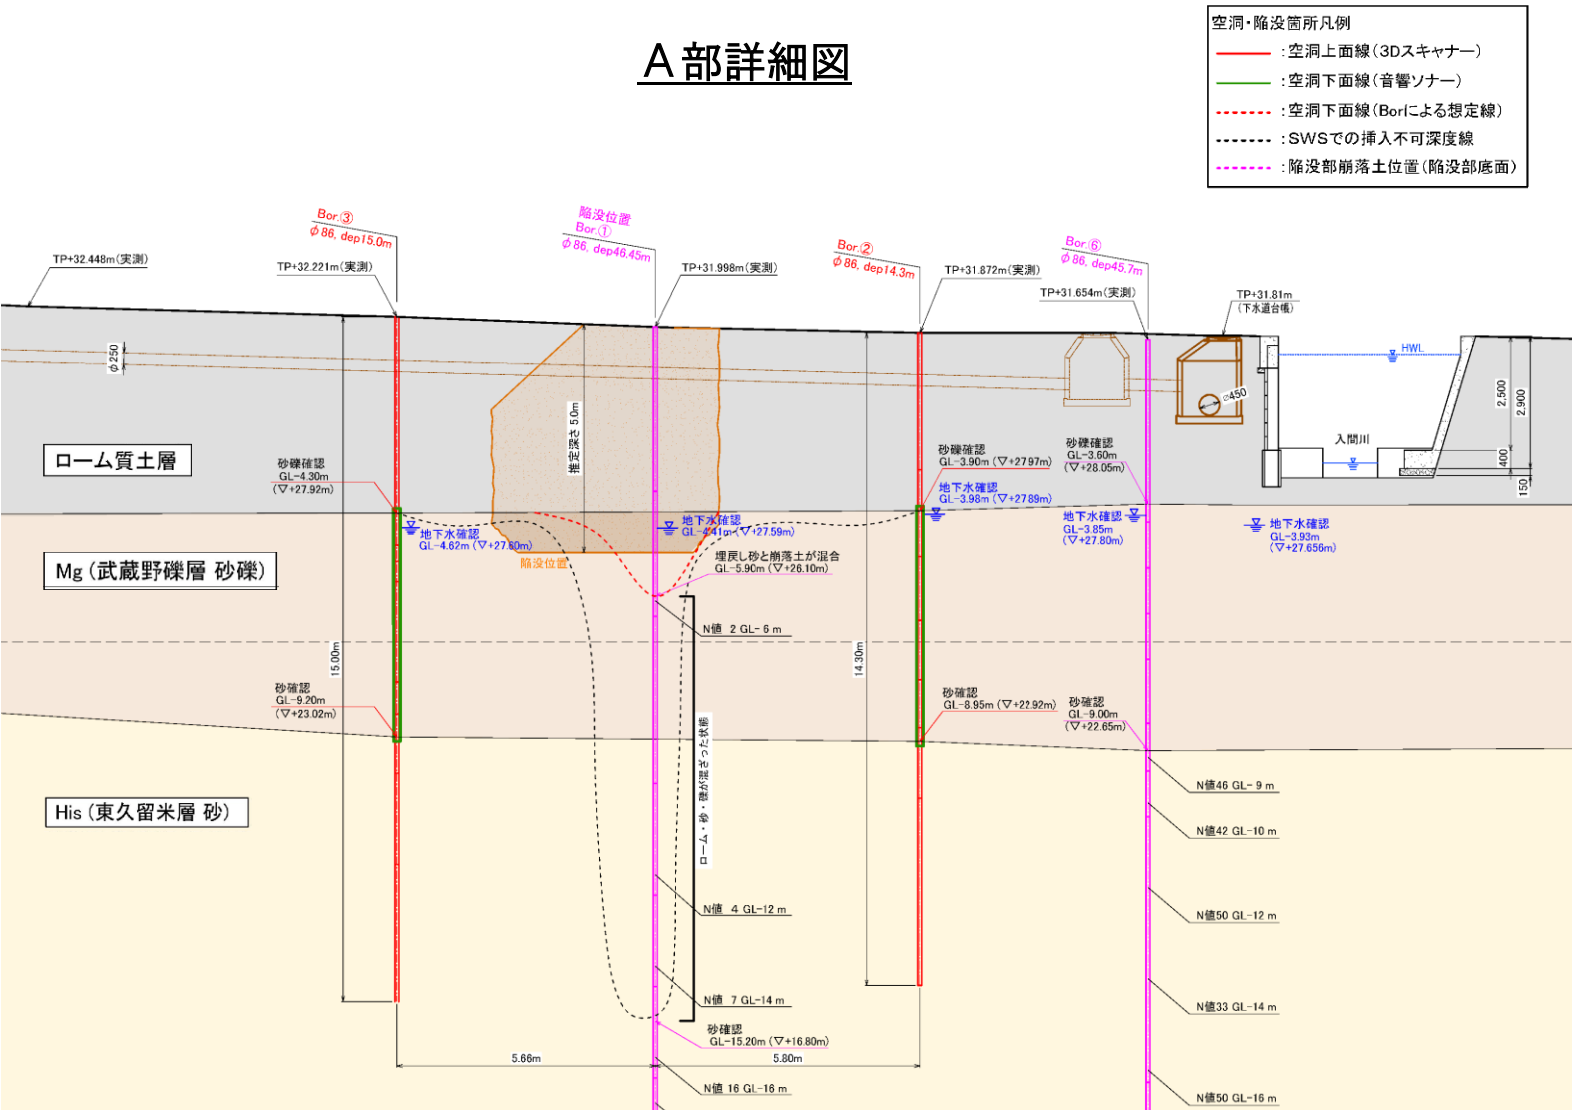 A部詳細図
空洞・陥没箇所凡例
：空洞上面線（3Dスキャナー）
：空洞下面線（音響ソナー）
：空洞下面線（Borによる想定線）
：SWSでの挿入不可深度線
：陥没部崩落土位置（陥没部底面）
Bor.③
φ86, dep15.0m
陥没位置
Bor.①
φ86, dep46.45m
Bor.②
φ86, dep14.3m
Bor.⑥
φ86, dep45.7m
TP+32.448m（実測）
TP+32.221m（実測）
TP+31.998m（実測）
TP+31.872m（実測）
TP+31.654m（実測）
TP+31.81m
（下水道台帳）
φ250
HWL
⌀450
2,500
2,900
400
150
入間川
推定深さ 5.0m
ローム質土層
砂礫確認
GL-4.30m
（▽+27.92m）
砂礫確認
GL-3.90m（▽+27.97m）
砂礫確認
GL-3.60m
（▽+28.05m）
地下水確認
GL-4.62m（▽+27.60m）
地下水確認
GL-4.41m（▽+27.59m）
地下水確認
GL-3.98m（▽+27.89m）
地下水確認
GL-3.85m
（▽+27.80m）
地下水確認
GL-3.93m
（▽+27.656m）
陥没位置
埋戻し砂と崩落土が混合
GL-5.90m（▽+26.10m）
Mg（武蔵野礫層 砂礫）
N値 2 GL-6m
15.00m
14.30m
砂確認
GL-9.20m
（▽+23.02m）
砂確認
GL-8.95m（▽+22.92m）
砂確認
GL-9.00m
（▽+22.65m）
ローム・砂・礫が混ざった状態
His（東久留米層 砂）
N値46 GL-9m
N値42 GL-10m
N値 4 GL-12m
N値50 GL-12m
N値 7 GL-14m
N値33 GL-14m
砂確認
GL-15.20m（▽+16.80m）
5.66m
5.80m
N値 16 GL-16m
N値50 GL-16m